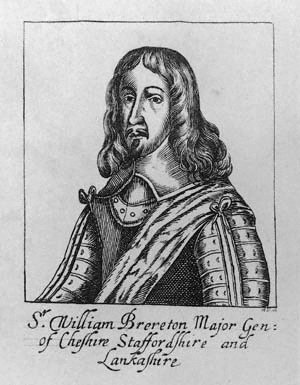 Sr William Brereton Major Gen:
of Cheshire Staffordshire and
Lankashire